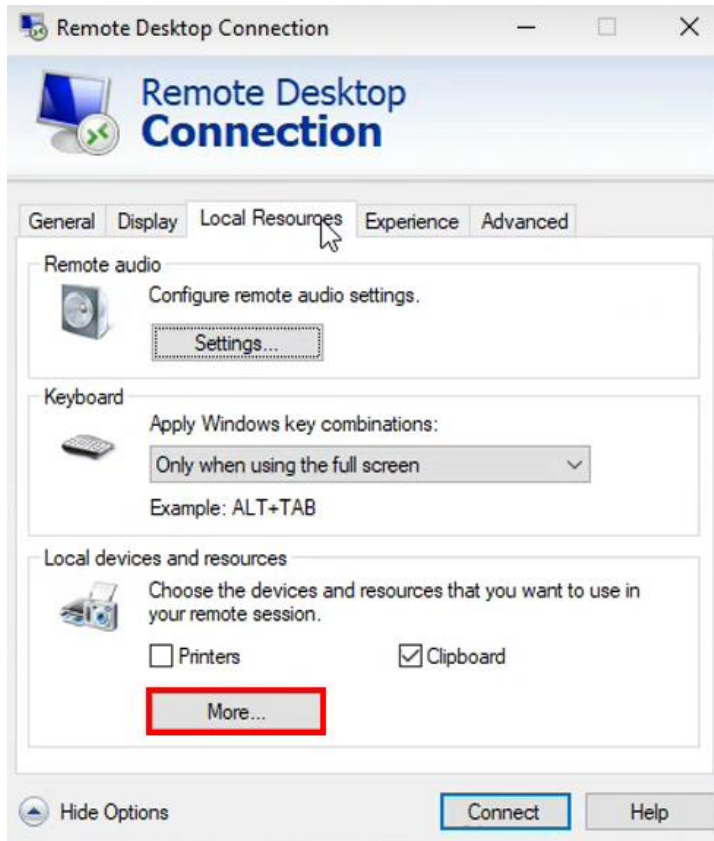 Remote Desktop Connection
Remote Desktop
Connection
General Display Local Resources Experience Advanced
Remote audio
Configure remote audio settings.
Settings...
Keyboard
Apply Windows key combinations:
Only when using the full screen
Example: ALT+TAB
Local devices and resources
Choose the devices and resources that you want to use in
your remote session.
Printers Clipboard
More...
Hide Options Connect Help